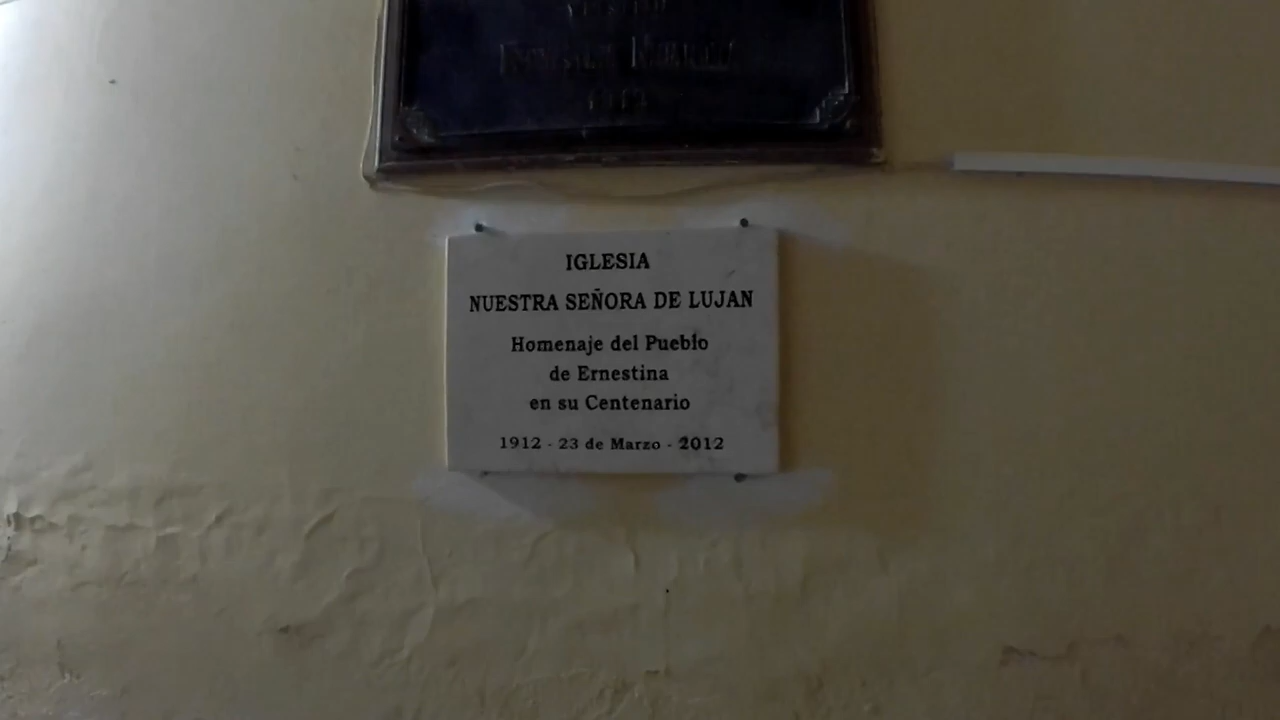 IGLESIA
NUESTRA SEÑORA DE LUJAN
Homenaje del Pueblo
de Ernestina
en su Centenario
1912 - 23 de Marzo - 2012